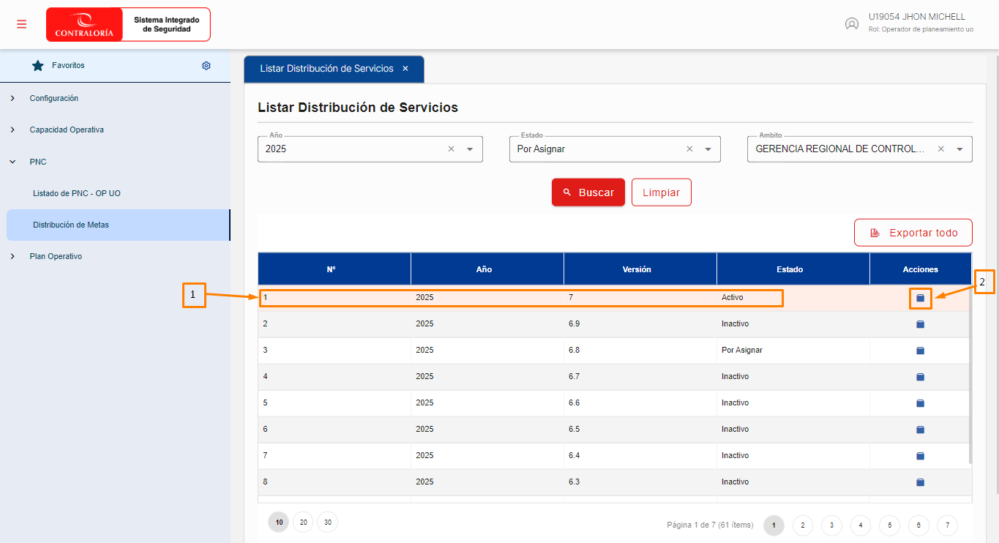 CONTRALORÍA
Sistema Integrado
de Seguridad
U19054 JHON MICHELL
Rol: Operador de planeamiento uo
Favoritos
Configuración
Capacidad Operativa
PNC
Listado de PNC - OP UO
Distribución de Metas
Plan Operativo
Listar Distribución de Servicios ×
Listar Distribución de Servicios
Año Estado Ambito
2025 × Por Asignar × GERENCIA REGIONAL DE CONTROL... ×
Buscar Limpiar
Exportar todo
N° Año Versión Estado Acciones
1 2
1 2025 7 Activo
2 2025 6.9 Inactivo
3 2025 6.8 Por Asignar
4 2025 6.7 Inactivo
5 2025 6.6 Inactivo
6 2025 6.5 Inactivo
7 2025 6.4 Inactivo
8 2025 6.3 Inactivo
10 20 30 Página 1 de 7 (61 ítems) 1 2 3 4 5 6 7